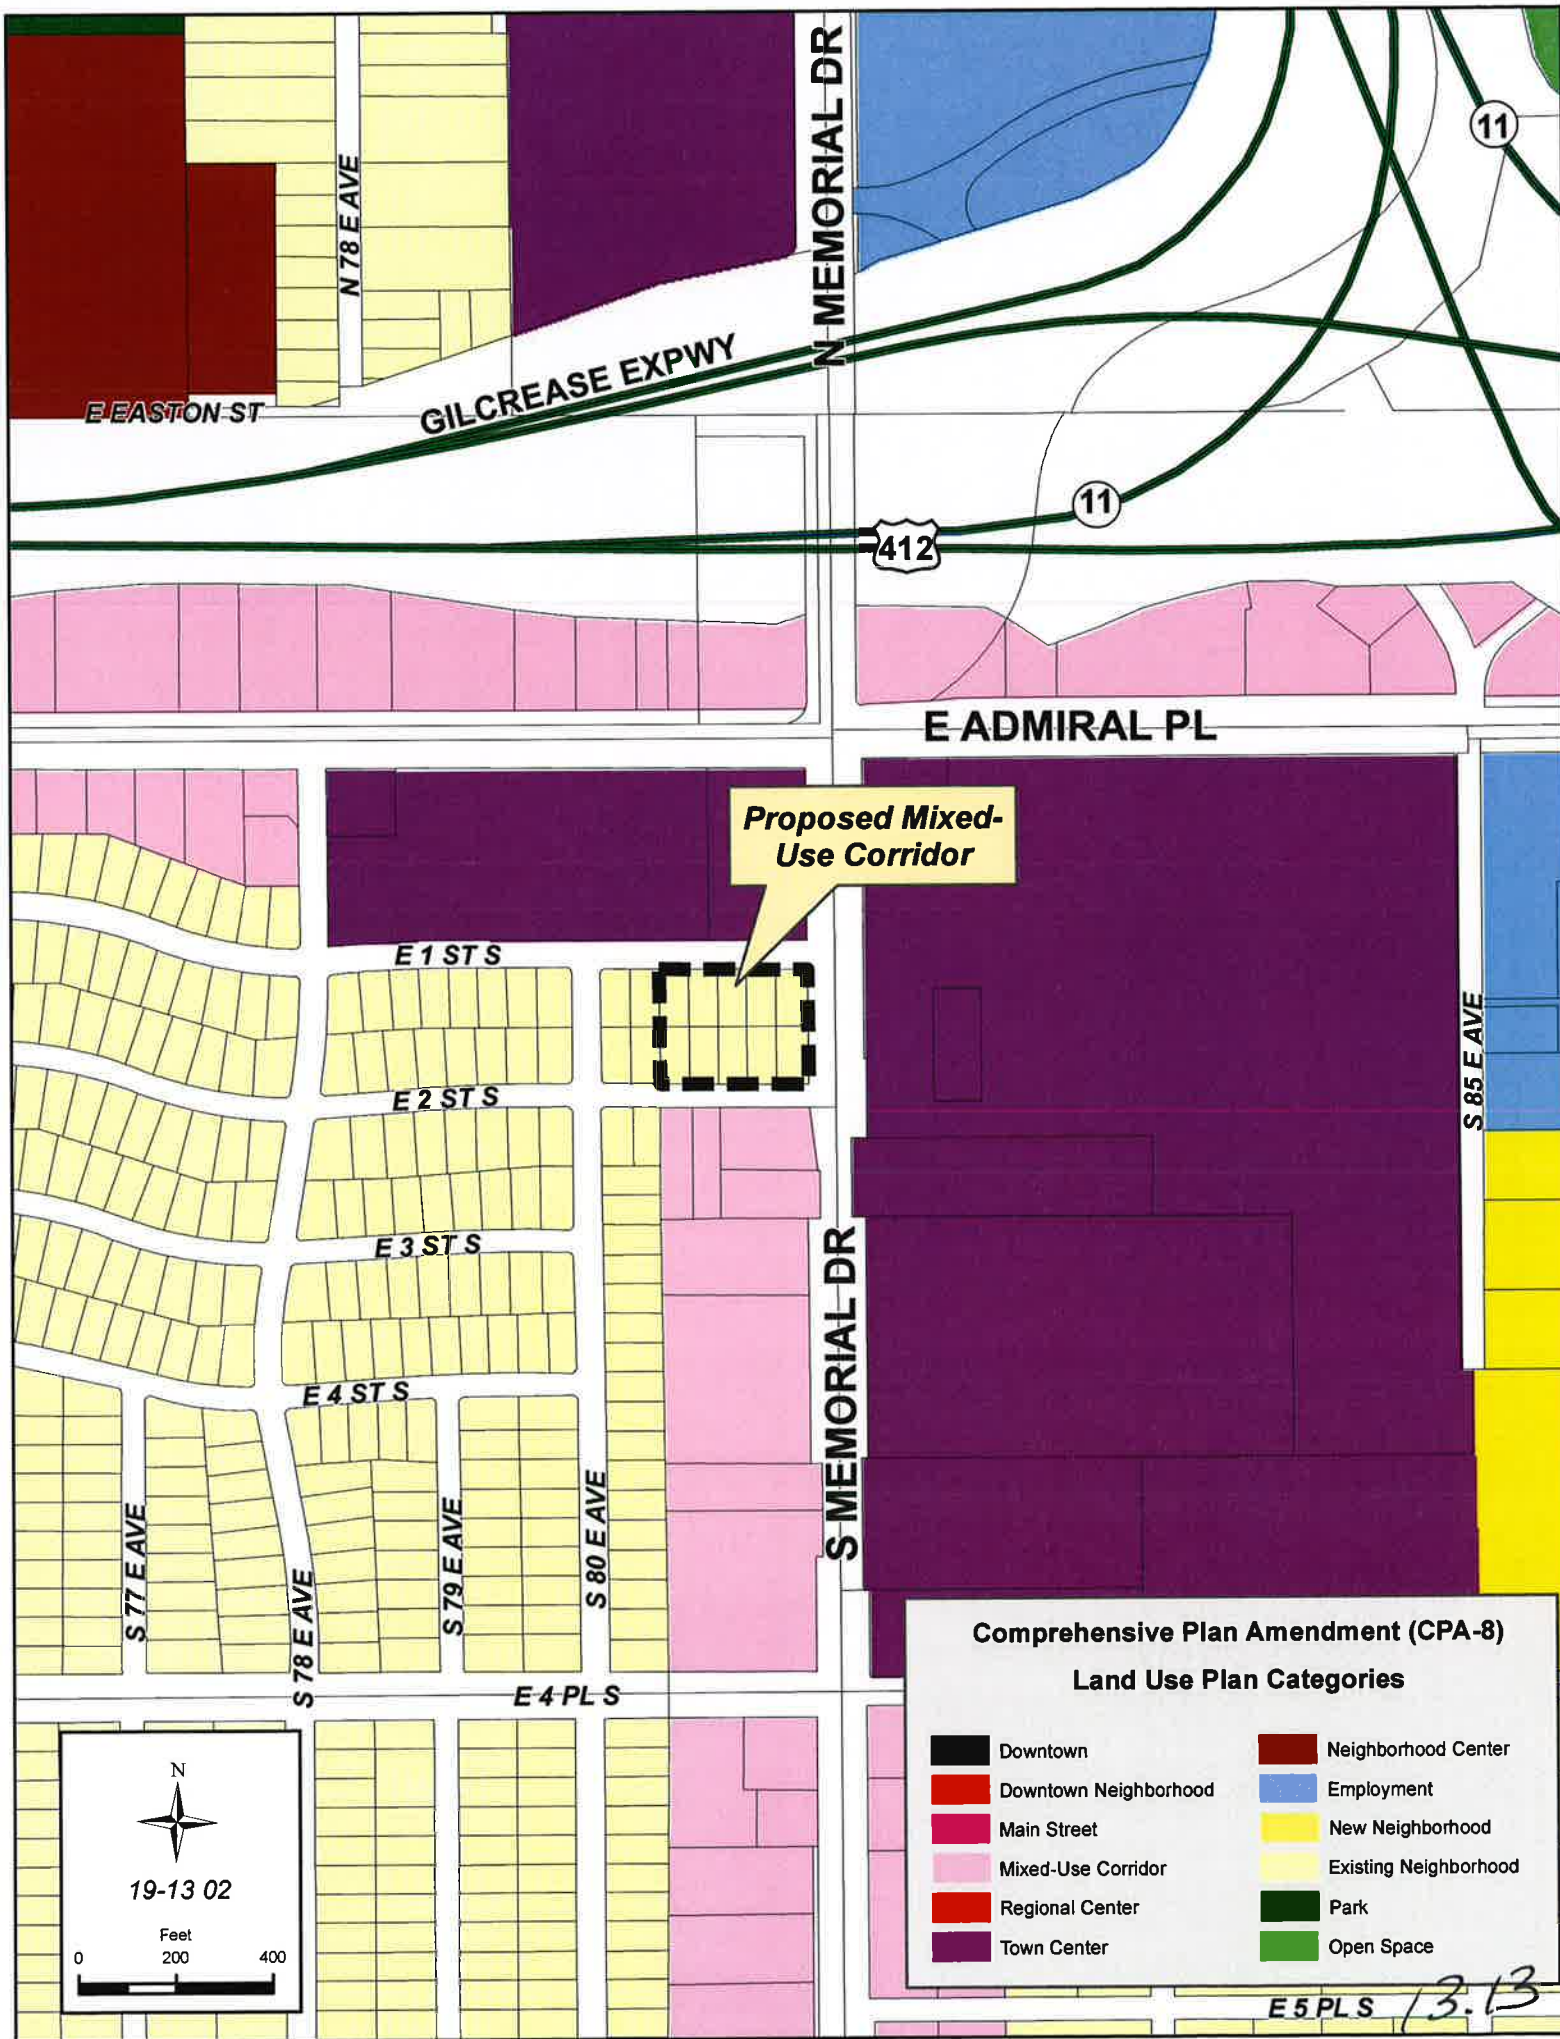 N MEMORIAL DR
11
N 78 E AVE
GILCREASE EXPWY
E EASTON ST
11
412
E ADMIRAL PL
Proposed Mixed-
Use Corridor
E 1 ST S
E 2 ST S
S 85 E AVE
E 3 ST S
S MEMORIAL DR
E 4 ST S
S 77 E AVE
S 78 E AVE
S 79 E AVE
S 80 E AVE
E 4 PL S
Comprehensive Plan Amendment (CPA-8)
Land Use Plan Categories
Downtown
Downtown Neighborhood
Main Street
Mixed-Use Corridor
Regional Center
Town Center
Neighborhood Center
Employment
New Neighborhood
Existing Neighborhood
Park
Open Space
N
19-13 02
Feet
0 200 400
E 5 PL S
13.13